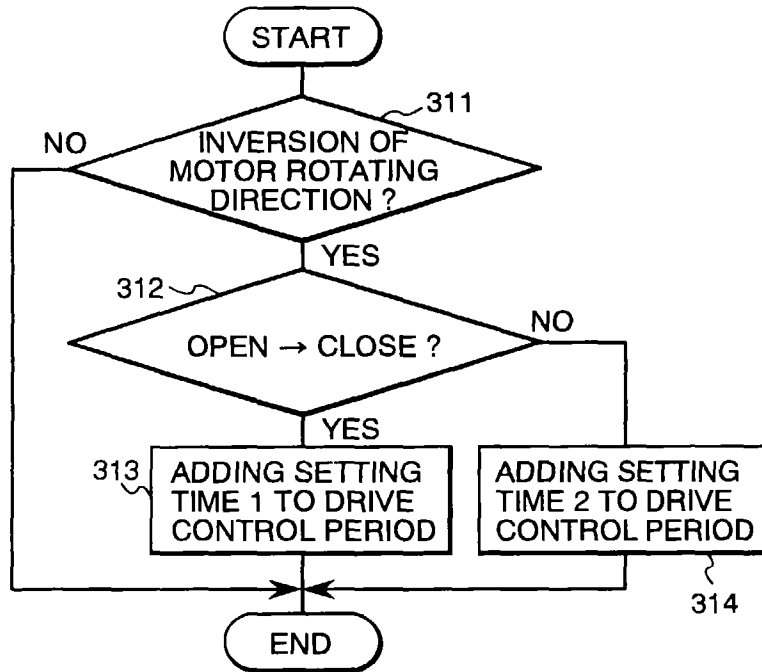 START
311
NO
INVERSION OF
MOTOR ROTATING
DIRECTION ?
YES
312
NO
OPEN → CLOSE ?
YES
313
ADDING SETTING
TIME 1 TO DRIVE
CONTROL PERIOD
ADDING SETTING
TIME 2 TO DRIVE
CONTROL PERIOD
314
END